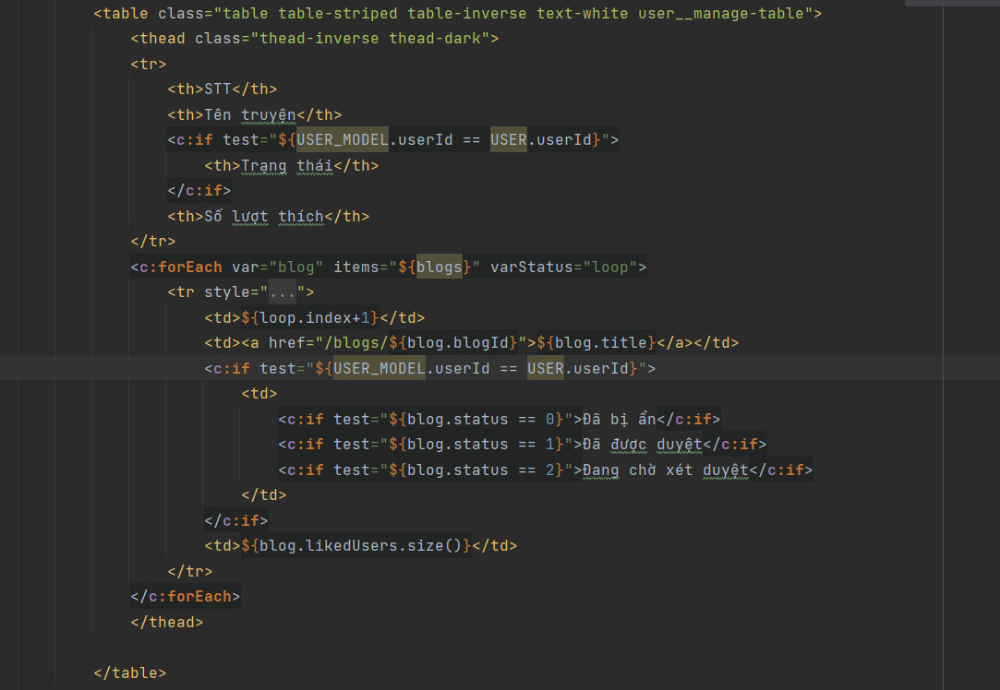 <table class="table table-striped table-inverse text-white user__manage-table">
<thead class="thead-inverse thead-dark">
<tr>
<th>STT</th>
<th>Tên truyện</th>
<c:if test="${USER_MODEL.userId == USER.userId}">
<th>Trạng thái</th>
</c:if>
<th>Số lượt thích</th>
</tr>
<c:forEach var="blog" items="${blogs}" varStatus="loop">
<tr style="...">
<td>${loop.index+1}</td>
<td><a href="/blogs/${blog.blogId}">${blog.title}</a></td>
<c:if test="${USER_MODEL.userId == USER.userId}">
<td>
<c:if test="${blog.status == 0}">Đã bị ẩn</c:if>
<c:if test="${blog.status == 1}">Đã được duyệt</c:if>
<c:if test="${blog.status == 2}">Đang chờ xét duyệt</c:if>
</td>
</c:if>
<td>${blog.likedUsers.size()}</td>
</tr>
</c:forEach>
</thead>
</table>